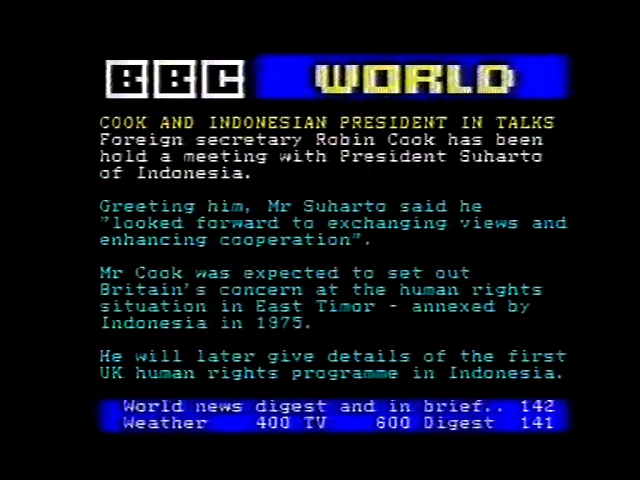 BBC WORLD
COOK AND INDONESIAN PRESIDENT IN TALKS
Foreign secretary Robin Cook has been
hold a meeting with President Suharto
of Indonesia.
Greeting him, Mr Suharto said he
"looked forward to exchanging views and
enhancing cooperation".
Mr Cook was expected to set out
Britain's concern at the human rights
situation in East Timor - annexed by
Indonesia in 1975.
He will later give details of the first
UK human rights programme in Indonesia.
World news digest and in brief.. 142
Weather 400 TV 600 Digest 141